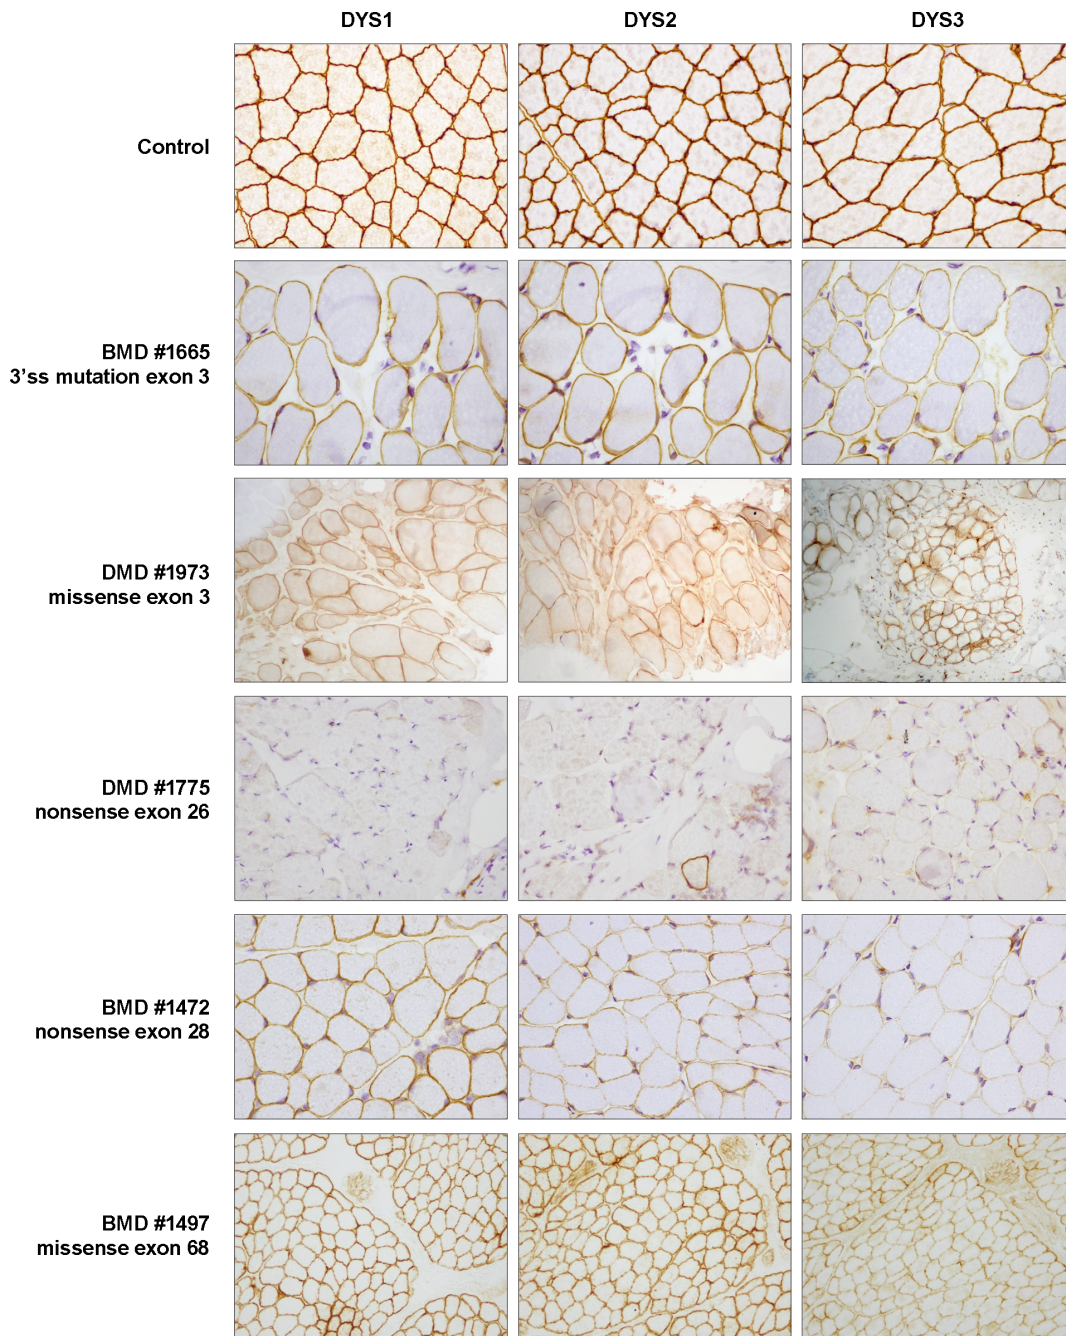 DYS1 DYS2 DYS3
Control
BMD #1665
3'ss mutation exon 3
DMD #1973
missense exon 3
DMD #1775
nonsense exon 26
BMD #1472
nonsense exon 28
BMD #1497
missense exon 68